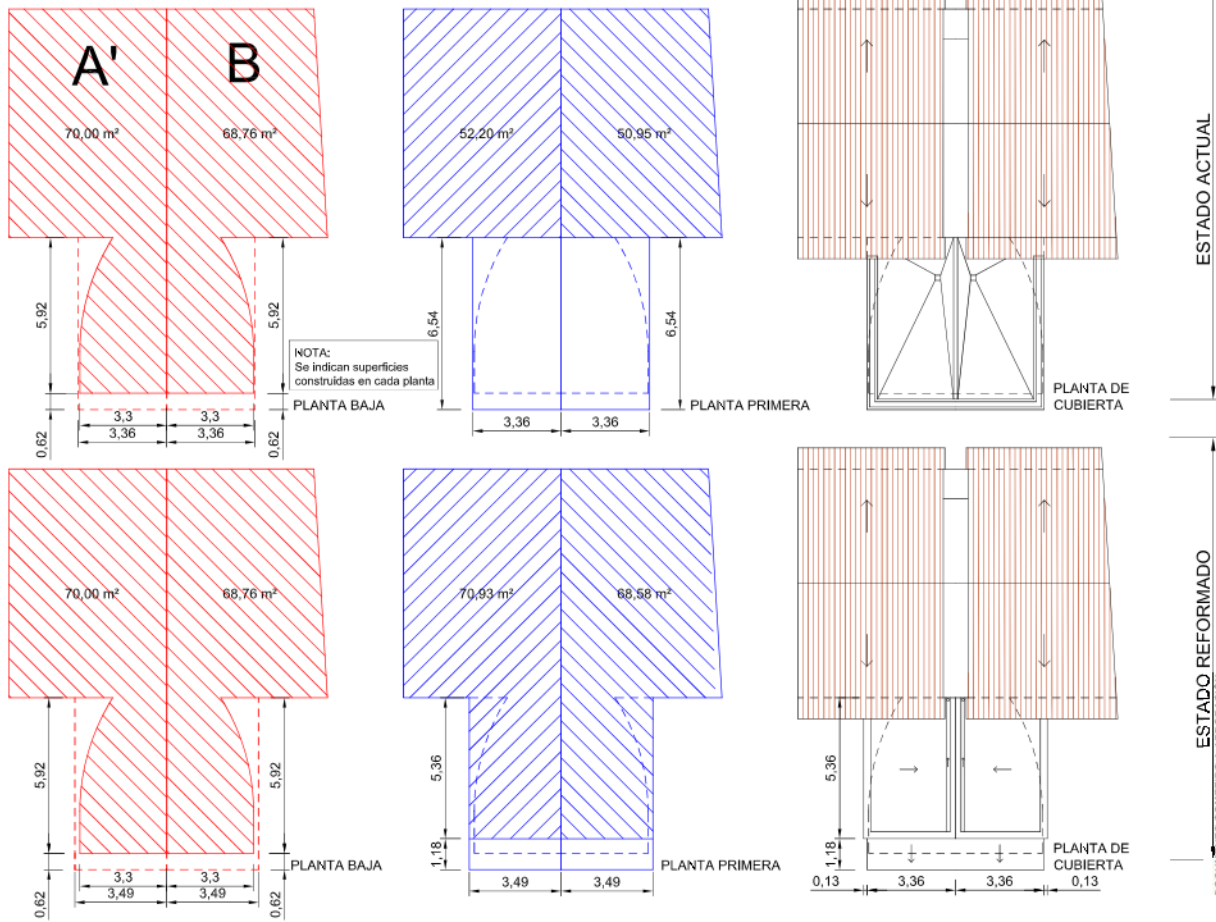 A'
B
70,00 m²
68,76 m²
5,92
5,92
NOTA:
Se indican superficies
construidas en cada planta
PLANTA BAJA
3,3
3,3
3,36
3,36
0,62
0,62
52,20 m²
50,95 m²
6,54
6,54
PLANTA PRIMERA
3,36
3,36
PLANTA DE
CUBIERTA
ESTADO ACTUAL
70,00 m²
68,76 m²
5,92
5,92
PLANTA BAJA
3,3
3,3
3,49
3,49
0,62
0,62
70,93 m²
68,58 m²
5,36
1,18
PLANTA PRIMERA
3,49
3,49
5,36
1,18
PLANTA DE
CUBIERTA
0,13
3,36
3,36
0,13
ESTADO REFORMADO